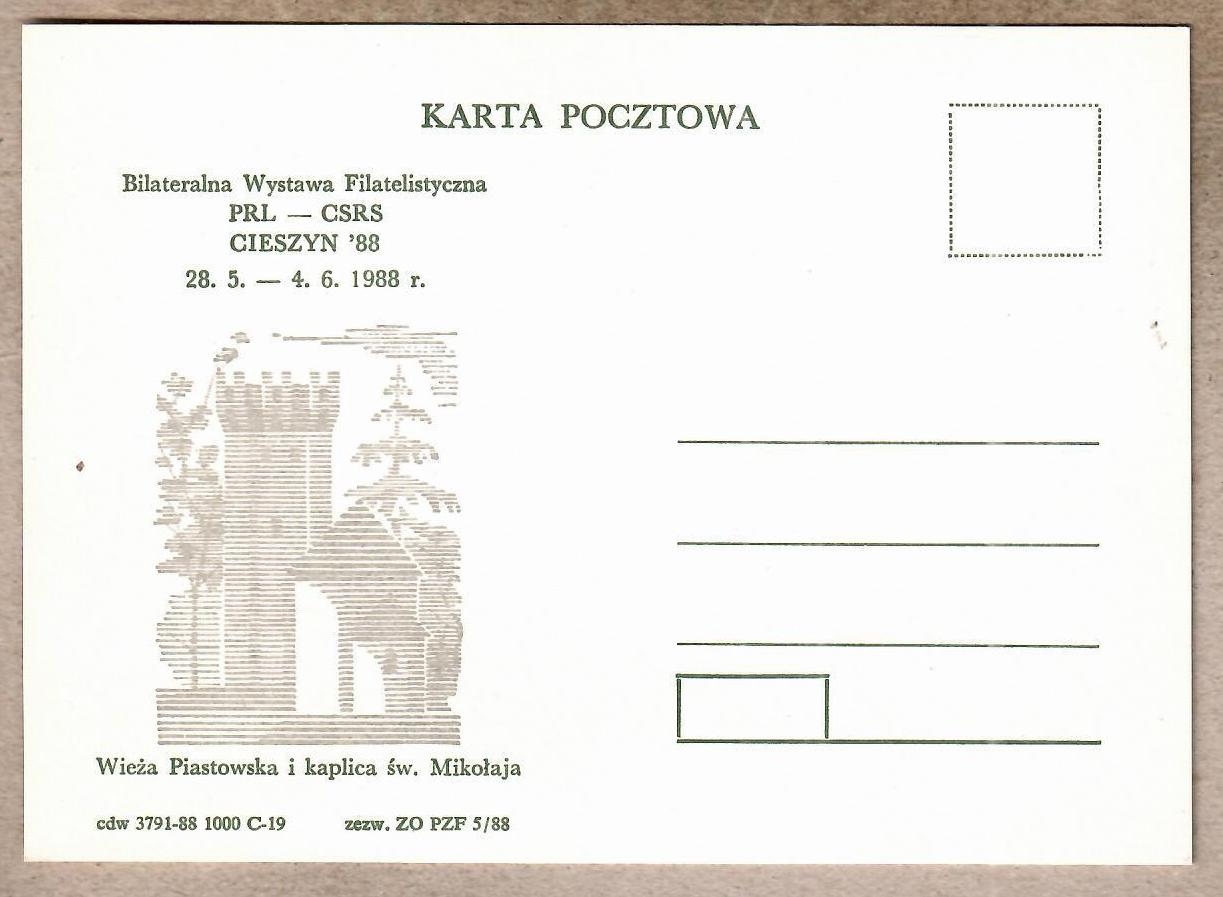 KARTA POCZTOWA
Bilateralna Wystawa Filatelistyczna
PRL — CSRS
CIESZYN '88
28. 5. — 4. 6. 1988 r.
Wieża Piastowska i kaplica św. Mikołaja
cdw 3791-88 1000 C-19 zezw. ZO PZF 5/88